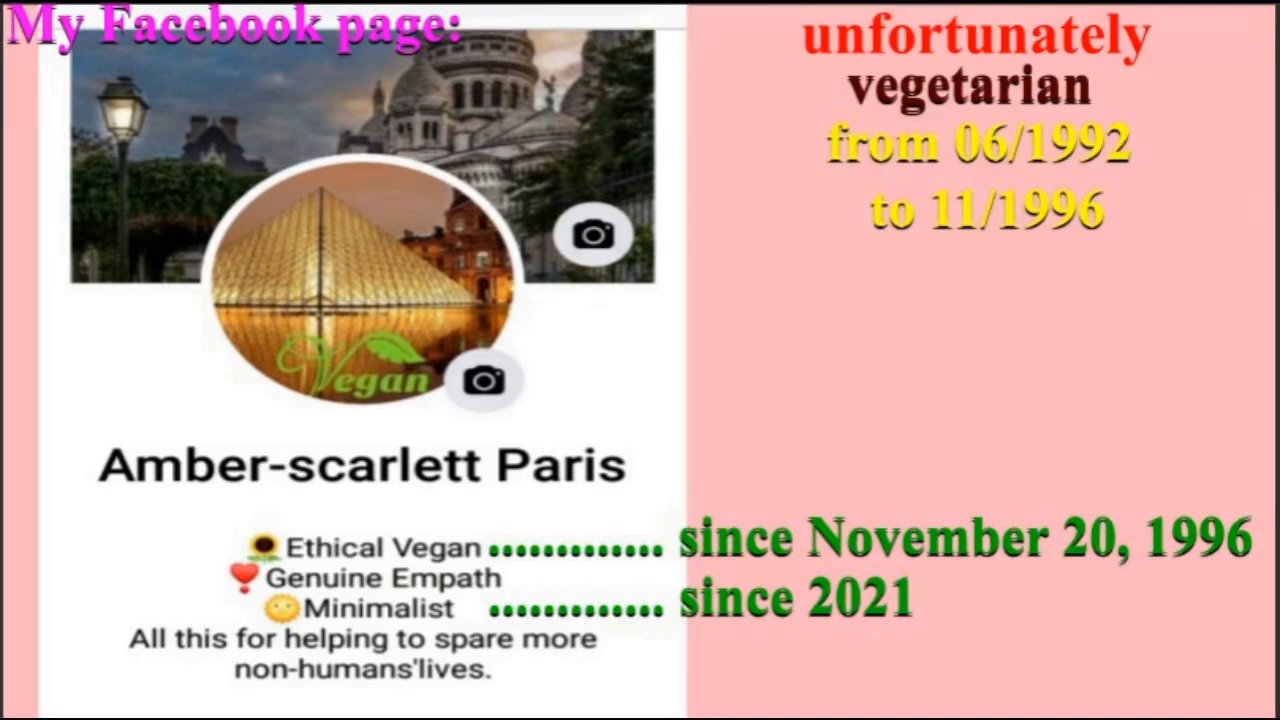 My Facebook page:
unfortunately
vegetarian
from 06/1992
to 11/1996
Vegan
Amber-scarlett Paris
🌻Ethical Vegan ............. since November 20, 1996
❣️Genuine Empath
🌝Minimalist ............. since 2021
All this for helping to spare more
non-humans'lives.